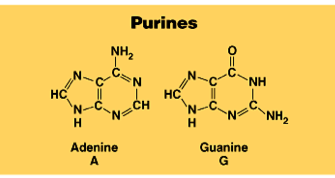 Purines
NH2 O
N C N N C NH
HC C HC C
N C N CH N C N C NH2
H H
Adenine Guanine
A G